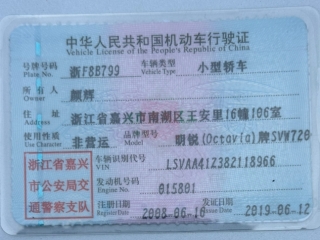 中华人民共和国机动车行驶证
Vehicle License of the People's Republic of China
号牌号码 浙F8B799 车辆类型 小型轿车
Plate No. Vehicle Type
所有人 颜辉
Owner
住址 浙江省嘉兴市南湖区王安里16幢106室
Address
使用性质 非营运 品牌型号 明锐(Octavia)牌SVW720
Use Character Model
浙江省嘉兴 车辆识别代号 LSVAA41Z382118966
VIN
市公安局交 发动机号码 015801
Engine No.
通警察支队 注册日期 2008-06-16 发证日期 2019-06-12
Register Date Issue Date